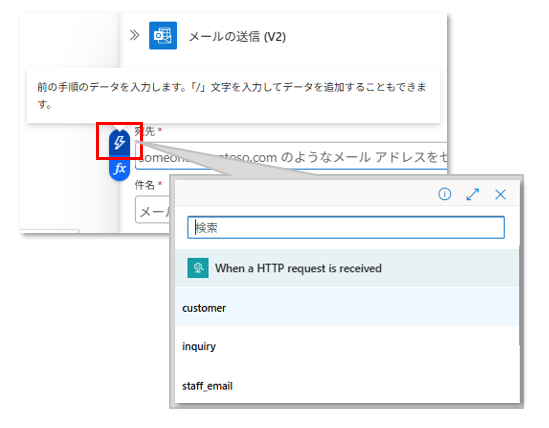 メールの送信 (V2)
前の手順のデータを入力します。「/」文字を入力してデータを追加することもできま
す。
宛先 *
fx
.com のようなメール アドレスをセ
件名 *
メール
検索
When a HTTP request is received
customer
inquiry
staff_email